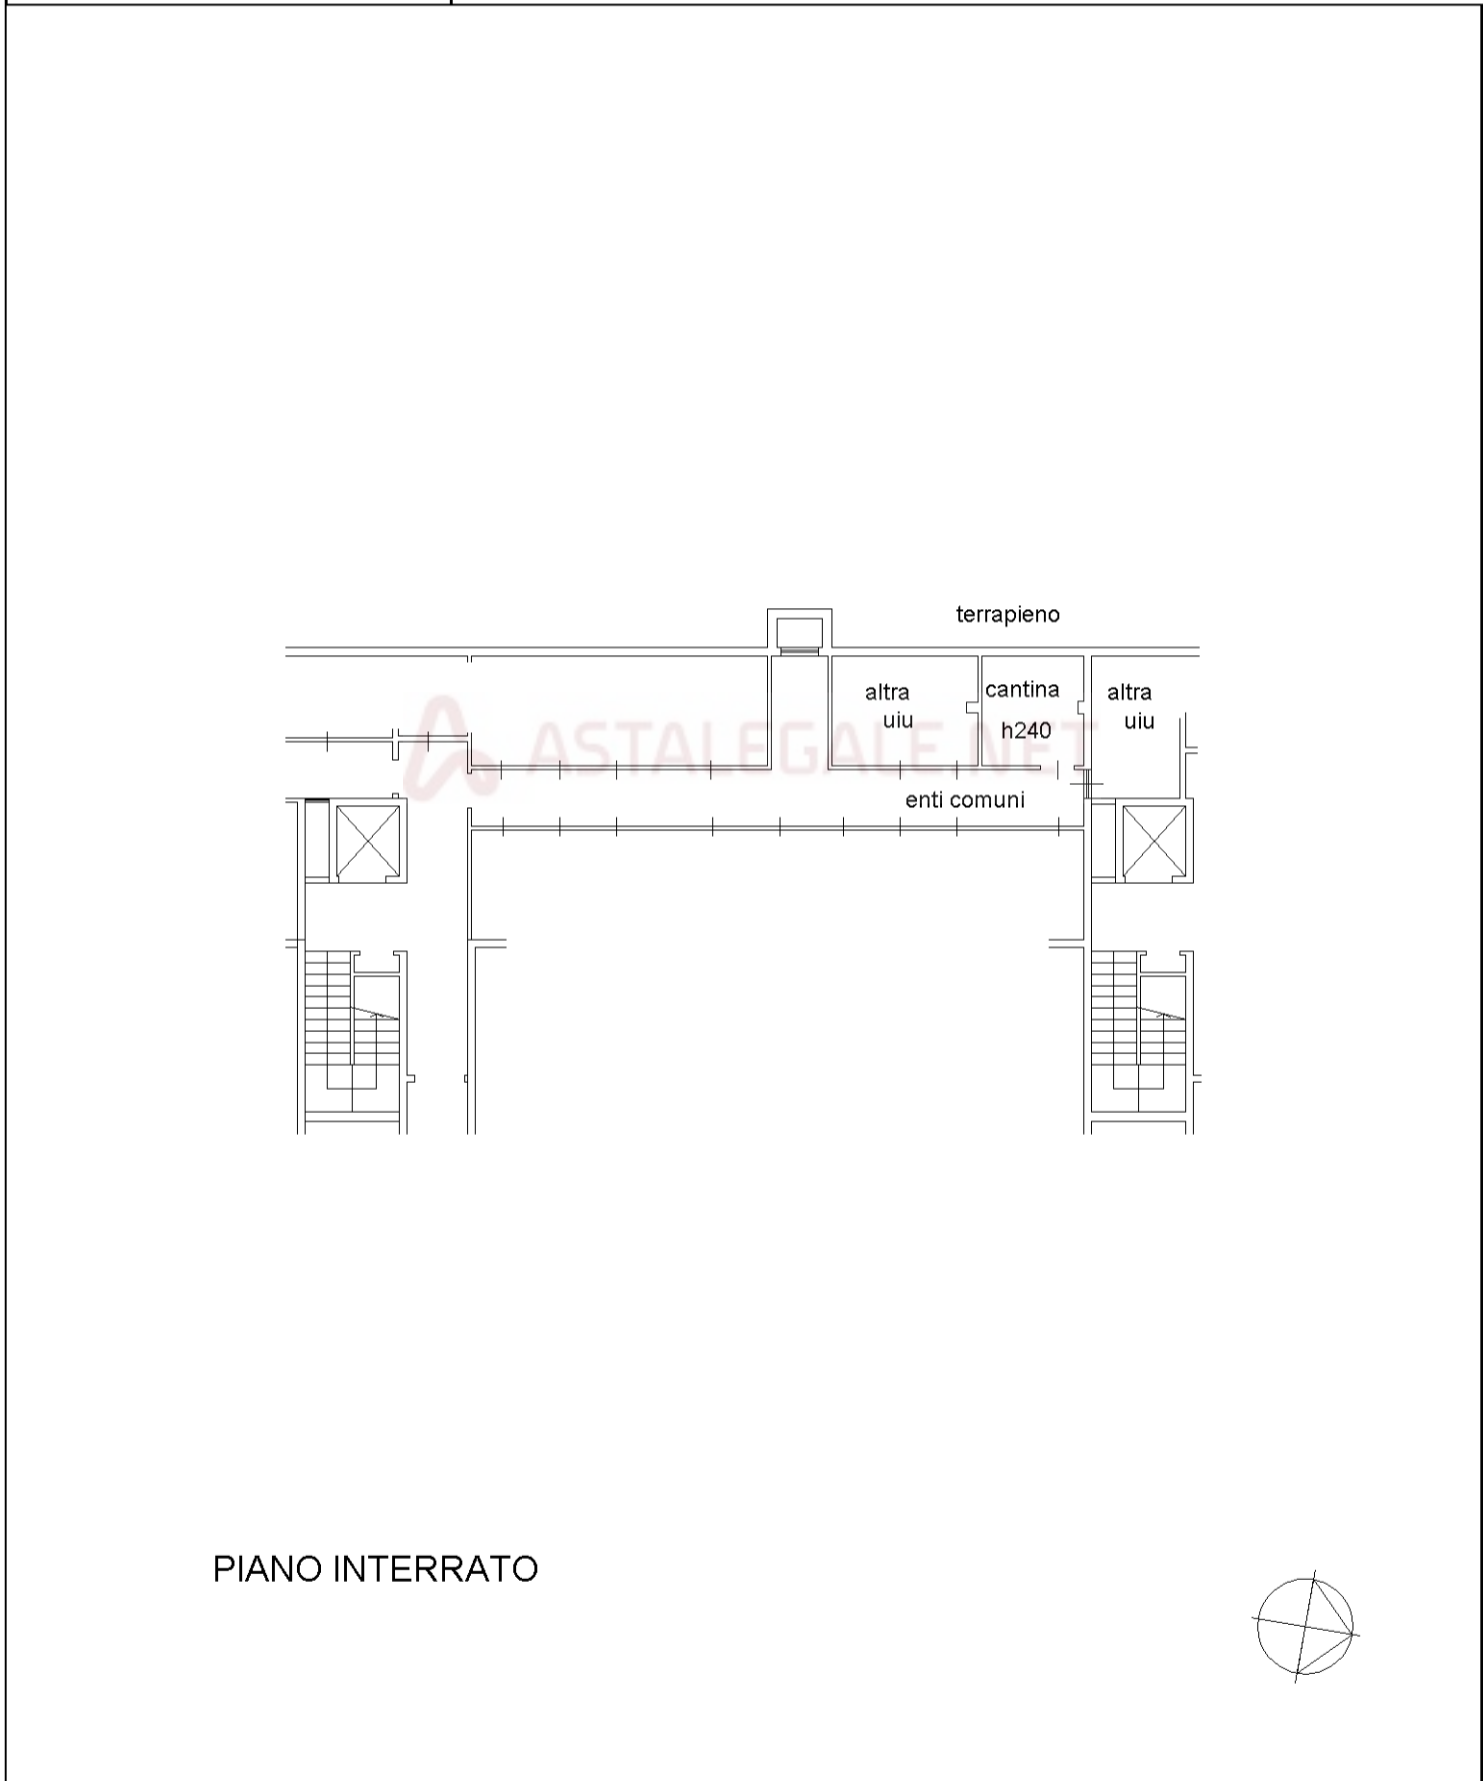 terrapieno
altra
uiu
cantina
h240
altra
uiu
ASTALEGALE.NET
enti comuni
PIANO INTERRATO